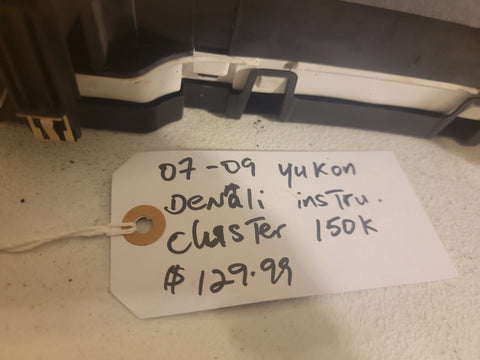 07-09 yukon
Denali instru.
cluster 150K
$129.99